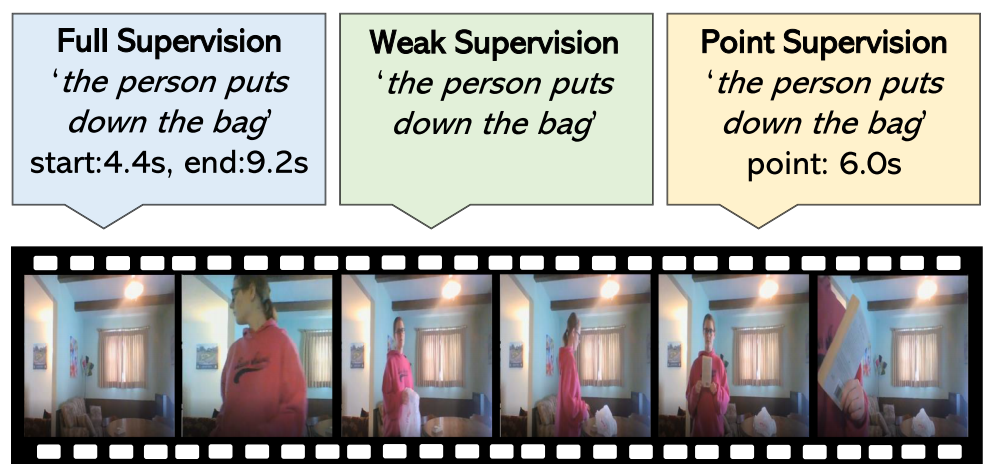 Full Supervision
‘the person puts
down the bag’
start:4.4s, end:9.2s
Weak Supervision
‘the person puts
down the bag’
Point Supervision
‘the person puts
down the bag’
point: 6.0s